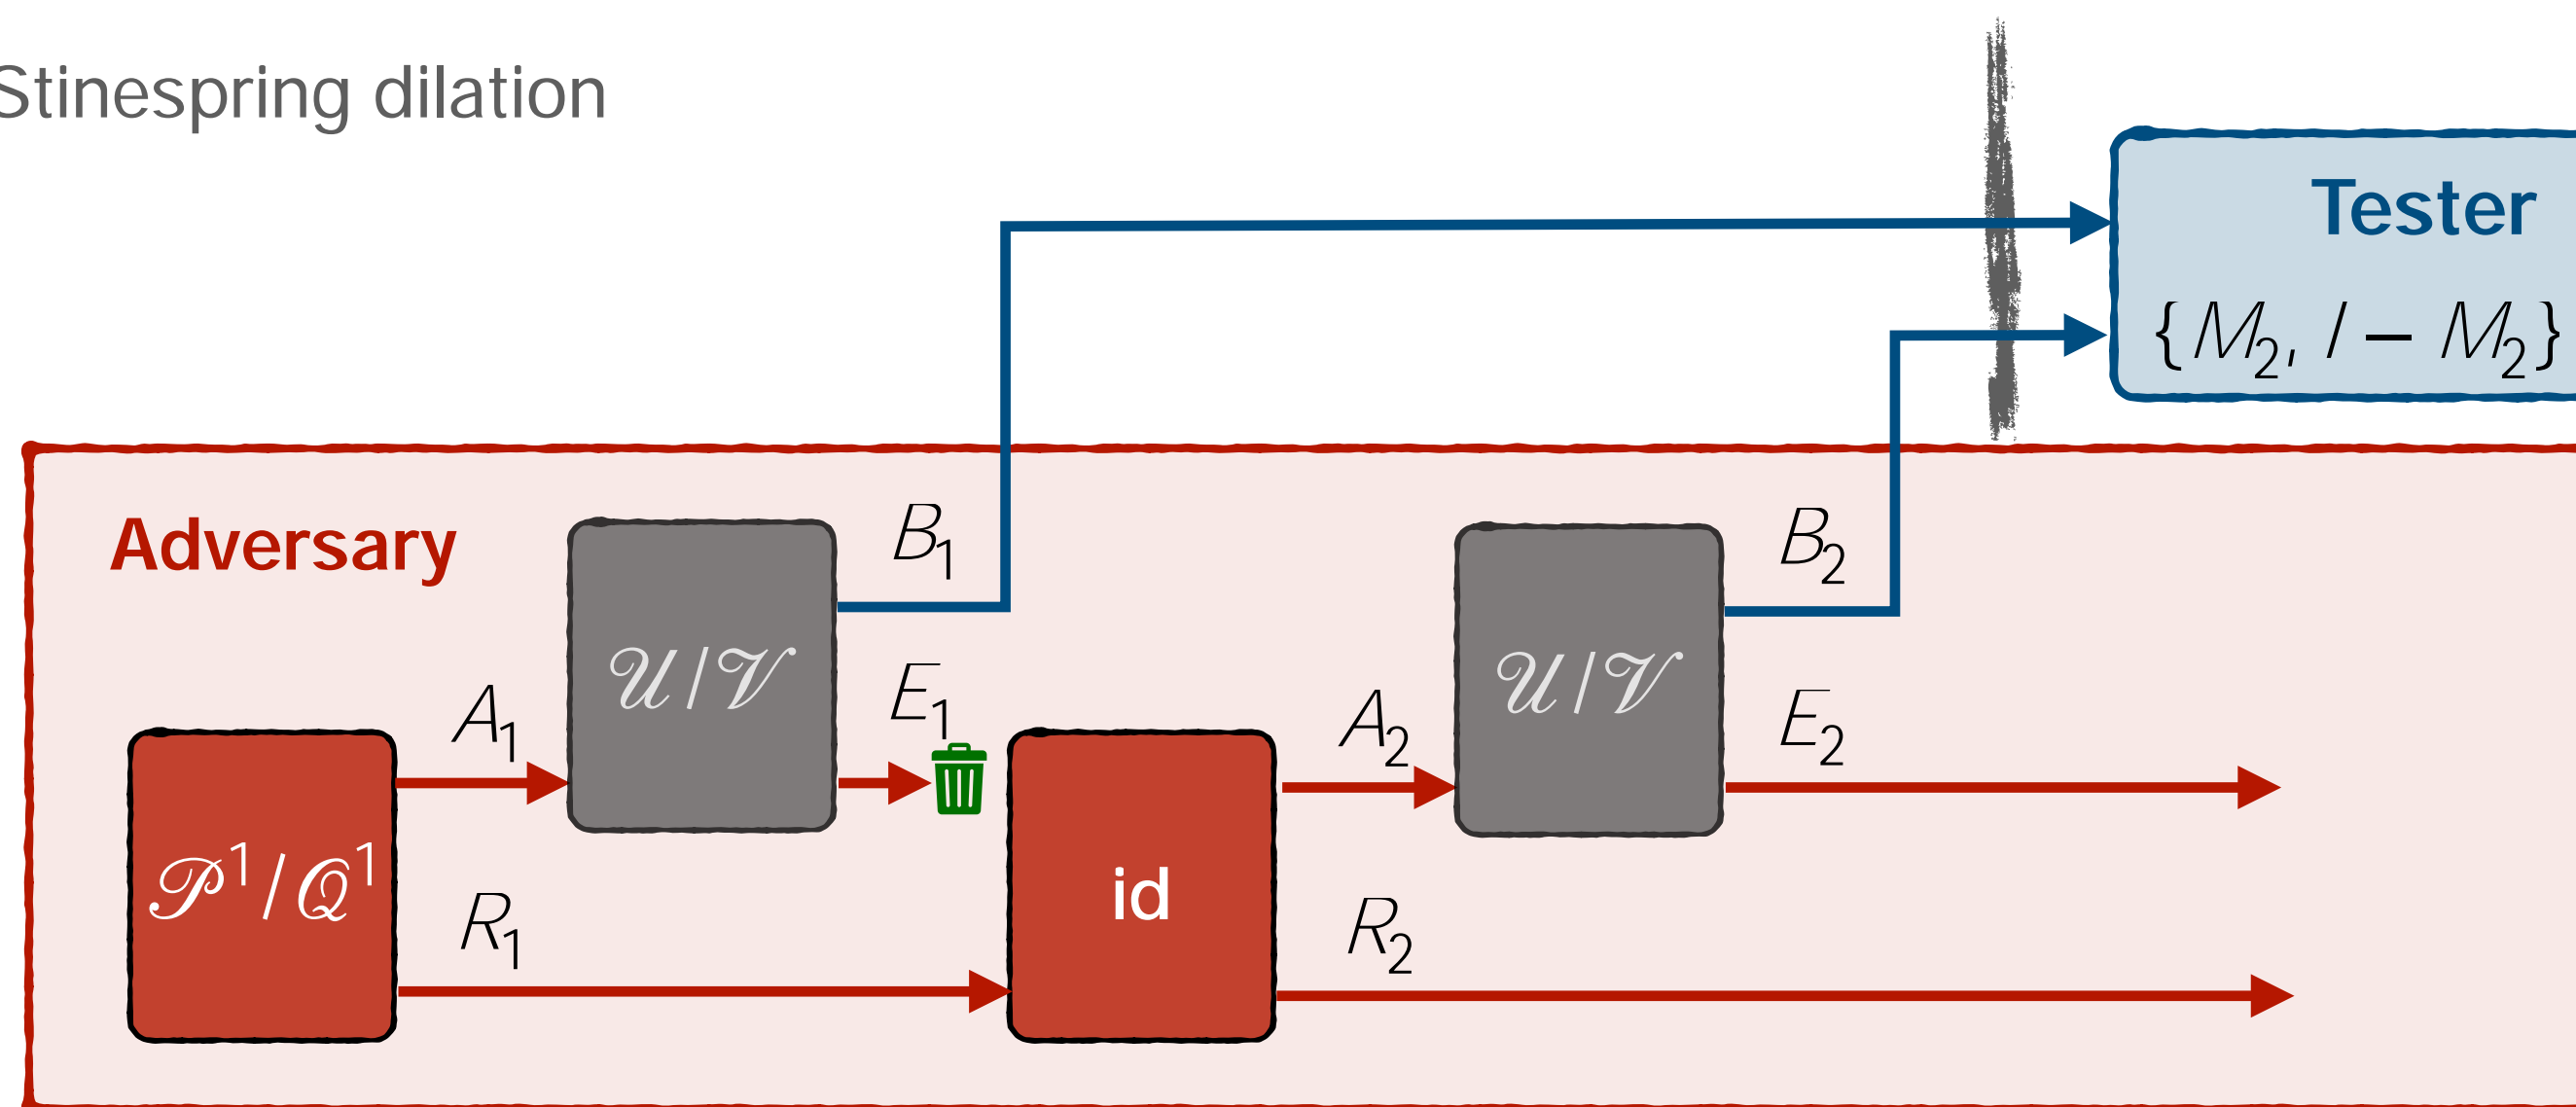 Stinespring dilation
Tester
{M₂, I − M₂}
Adversary
B₁
B₂
𝒰/𝒱
𝒰/𝒱
E₁
E₂
A₁
A₂
𝒫¹/𝒬¹
id
R₁
R₂